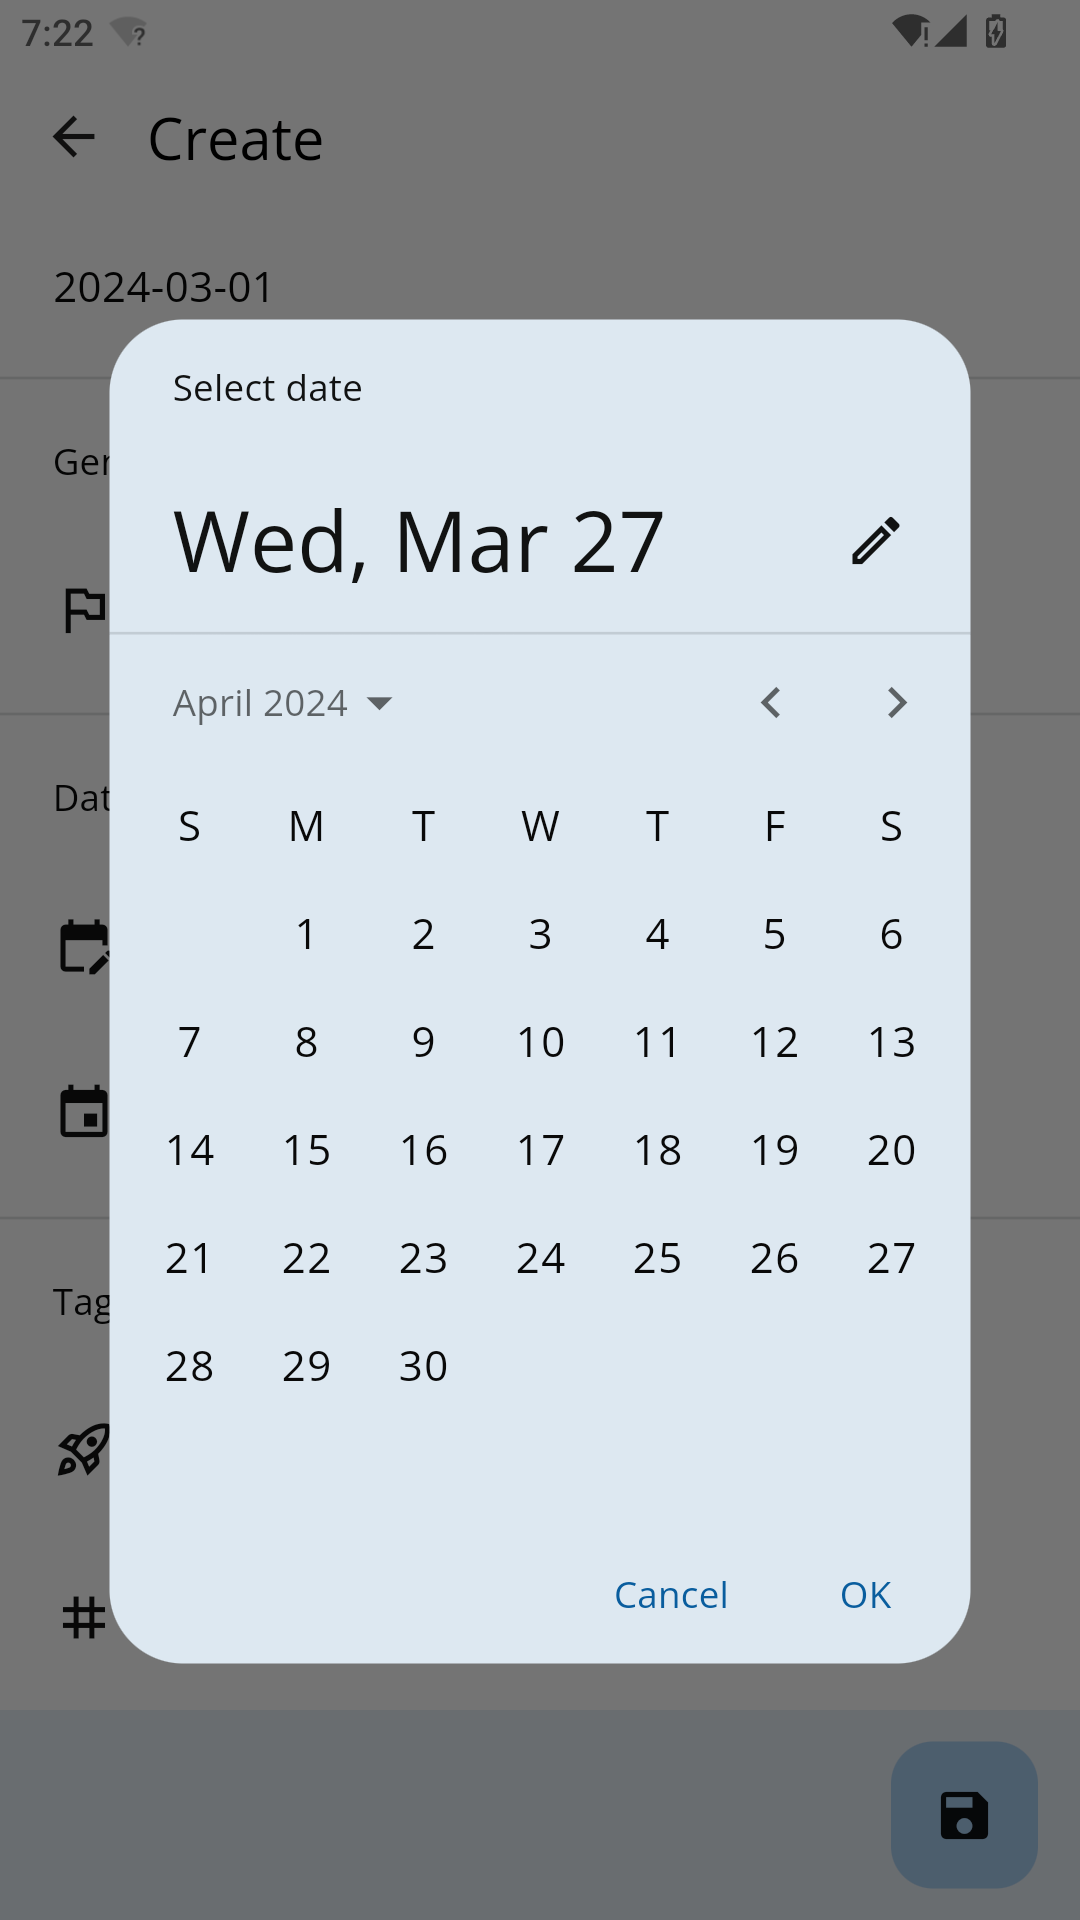 7:22
Create
2024-03-01
Select date
Wed, Mar 27
April 2024
S M T W T F S
1 2 3 4 5 6
7 8 9 10 11 12 13
14 15 16 17 18 19 20
21 22 23 24 25 26 27
28 29 30
Cancel OK
Tag